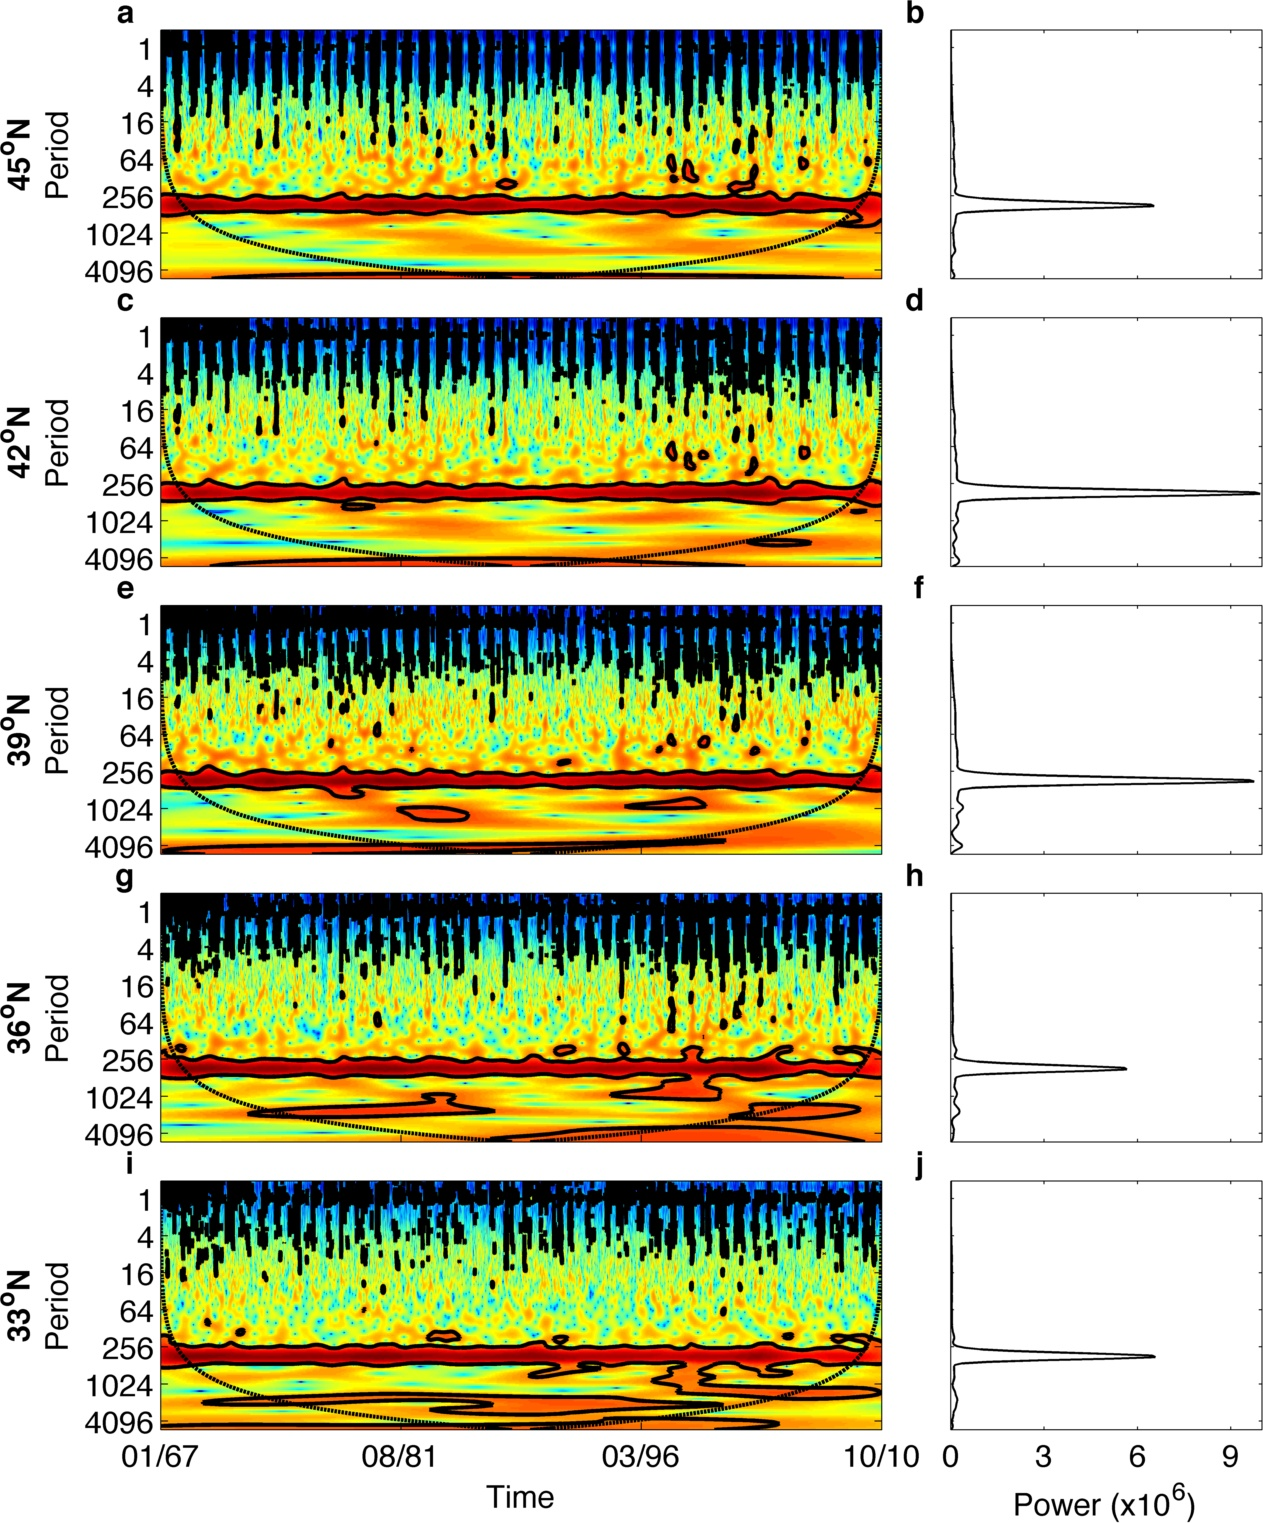 a b
45°N
Period
1
4
16
64
256
1024
4096
c d
42°N
Period
1
4
16
64
256
1024
4096
e f
39°N
Period
1
4
16
64
256
1024
4096
g h
36°N
Period
1
4
16
64
256
1024
4096
i j
33°N
Period
1
4
16
64
256
1024
4096
01/67 08/81 03/96 10/10 0 3 6 9
Time
Power (x10⁶)